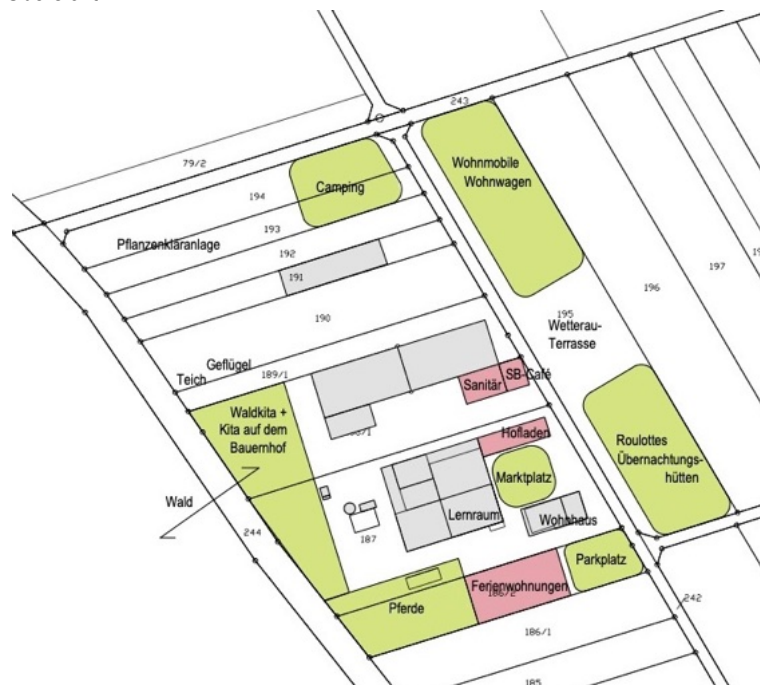 243
79/2
Wohnmobile
Wohnwagen
Camping
194
193
Pflanzenkläranlage
192
191
196
197
190
195
Wetterau-
Terrasse
Geflügel
189/1
Teich
SB-Café
Sanitär
Waldkita +
Kita auf dem
Bauernhof
Hofladen
Roulottes
Übernachtungs-
hütten
Marktplatz
Wald
Lernraum
Wohnhaus
244
187
Parkplatz
Ferienwohnungen
186/2
Pferde
242
186/1
185